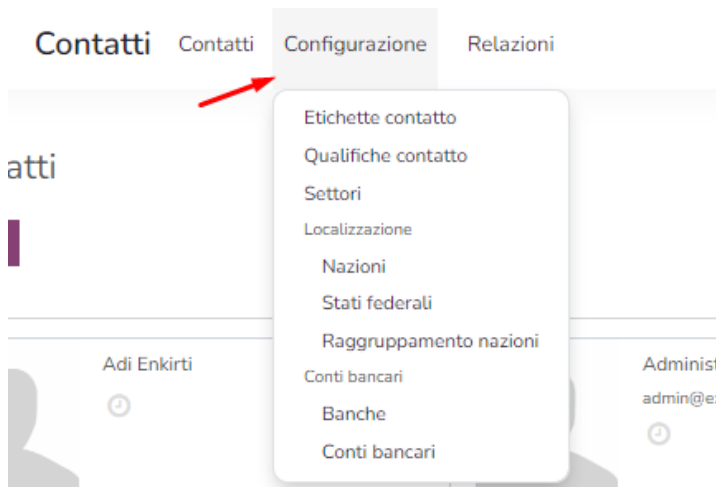 Contatti Contatti Configurazione Relazioni
Etichette contatto
atti
Qualifiche contatto
Settori
Localizzazione
Nazioni
Stati federali
Raggruppamento nazioni
Adi Enkirti
Administ
Conti bancari
admin@e
Banche
Conti bancari